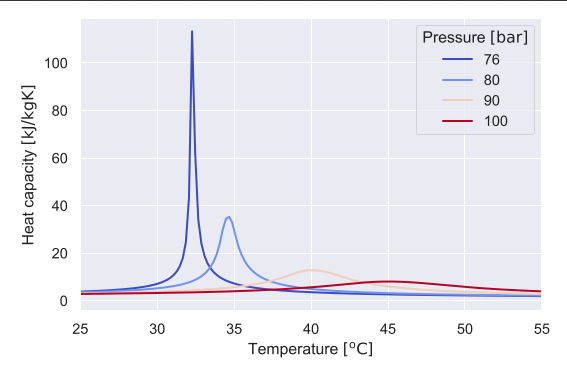 Pressure [bar]
76
80
90
100
Heat capacity [kJ/kgK]
100
80
60
40
20
0
25 30 35 40 45 50 55
Temperature [°C]